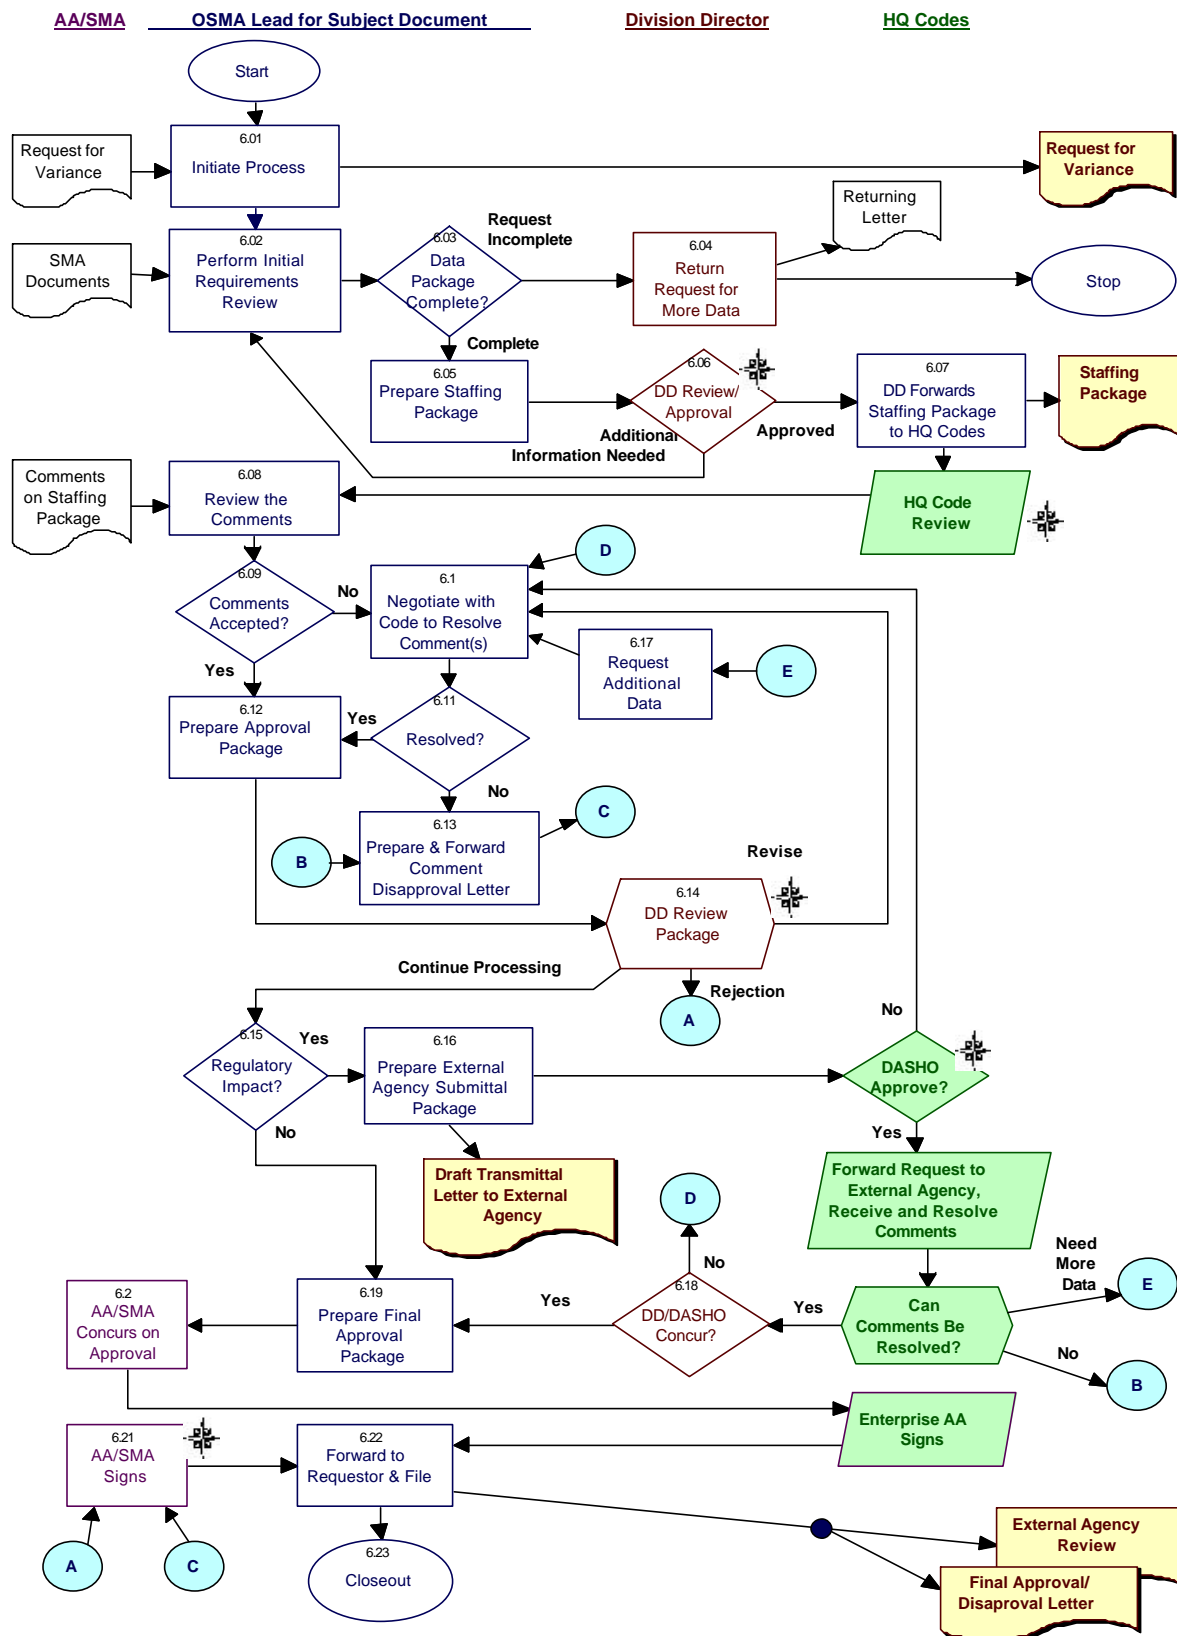 AA/SMA
OSMA Lead for Subject Document
Division Director
HQ Codes
Start
6.01
Initiate Process
Request for
Variance
Request for
Variance
6.02
Perform Initial
Requirements
Review
SMA
Documents
6.03
Data
Package
Complete?
Request
Incomplete
6.04
Return
Request for
More Data
Returning
Letter
Stop
Complete
6.05
Prepare Staffing
Package
6.06
DD Review/
Approval
Additional
Information Needed
Approved
6.07
DD Forwards
Staffing Package
to HQ Codes
Staffing
Package
Comments
on Staffing
Package
6.08
Review the
Comments
HQ Code
Review
6.09
Comments
Accepted?
No
Yes
6.1
Negotiate with
Code to Resolve
Comment(s)
D
6.17
Request
Additional
Data
E
6.12
Prepare Approval
Package
Yes
6.11
Resolved?
No
B
6.13
Prepare & Forward
Comment
Disapproval Letter
C
Revise
6.14
DD Review
Package
Continue Processing
Rejection
A
No
6.15
Regulatory
Impact?
Yes
No
6.16
Prepare External
Agency Submittal
Package
DASHO
Approve?
Yes
Draft Transmittal
Letter to External
Agency
D
No
Forward Request to
External Agency,
Receive and Resolve
Comments
Need
More
Data
E
6.2
AA/SMA
Concurs on
Approval
6.19
Prepare Final
Approval
Package
Yes
6.18
DD/DASHO
Concur?
Yes
Can
Comments Be
Resolved?
No
B
Enterprise AA
Signs
6.21
AA/SMA
Signs
6.22
Forward to
Requestor & File
A
C
6.23
Closeout
External Agency
Review
Final Approval/
Disaproval Letter